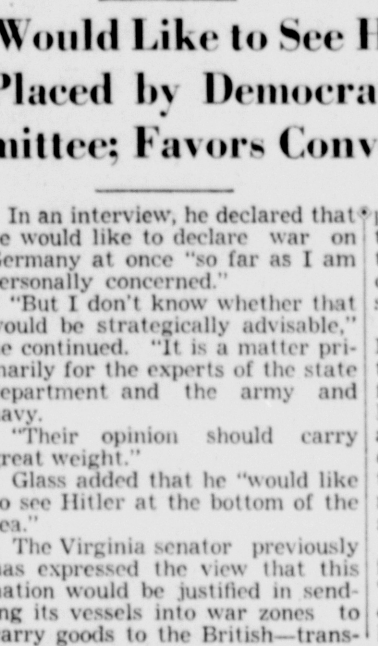 Would Like to See H
Placed by Democra
mittee; Favors Conv
In an interview, he declared that
e would like to declare war on
ermany at once "so far as I am
ersonally concerned."
"But I don't know whether that
ould be strategically advisable,"
e continued. "It is a matter pri-
arily for the experts of the state
epartment and the army and
avy.
"Their opinion should carry
reat weight."
Glass added that he "would like
o see Hitler at the bottom of the
ea."
The Virginia senator previously
as expressed the view that this
ation would be justified in send-
ng its vessels into war zones to
arry goods to the British—trans-